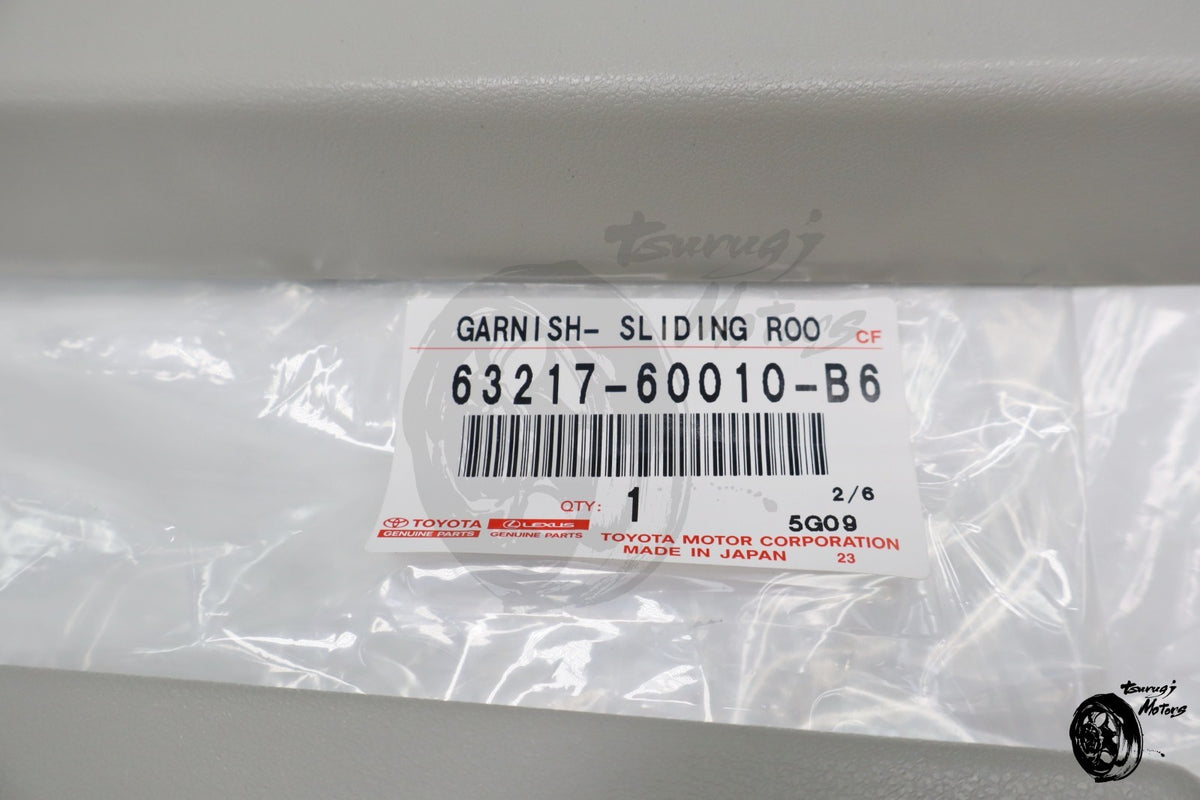 Tsurugi
Motors
GARNISH- SLIDING ROO CF
63217-60010-B6
QTY: 1
2/6
5G09
TOYOTA
GENUINE PARTS
LEXUS
GENUINE PARTS
TOYOTA MOTOR CORPORATION
MADE IN JAPAN 23
Tsurugi
Motors